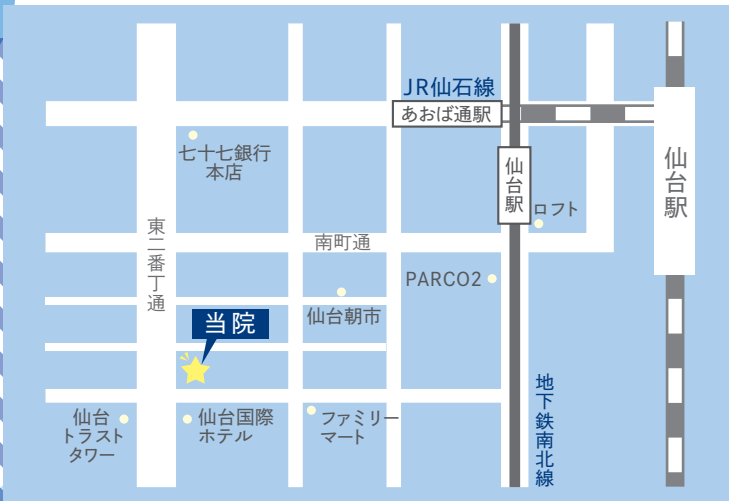 JR仙石線
あおば通駅
七十七銀行
本店
仙台駅
仙台駅
ロフト
東二番丁通
南町通
PARCO2
仙台朝市
当院
地下鉄南北線
仙台
トラスト
タワー
仙台国際
ホテル
ファミリー
マート